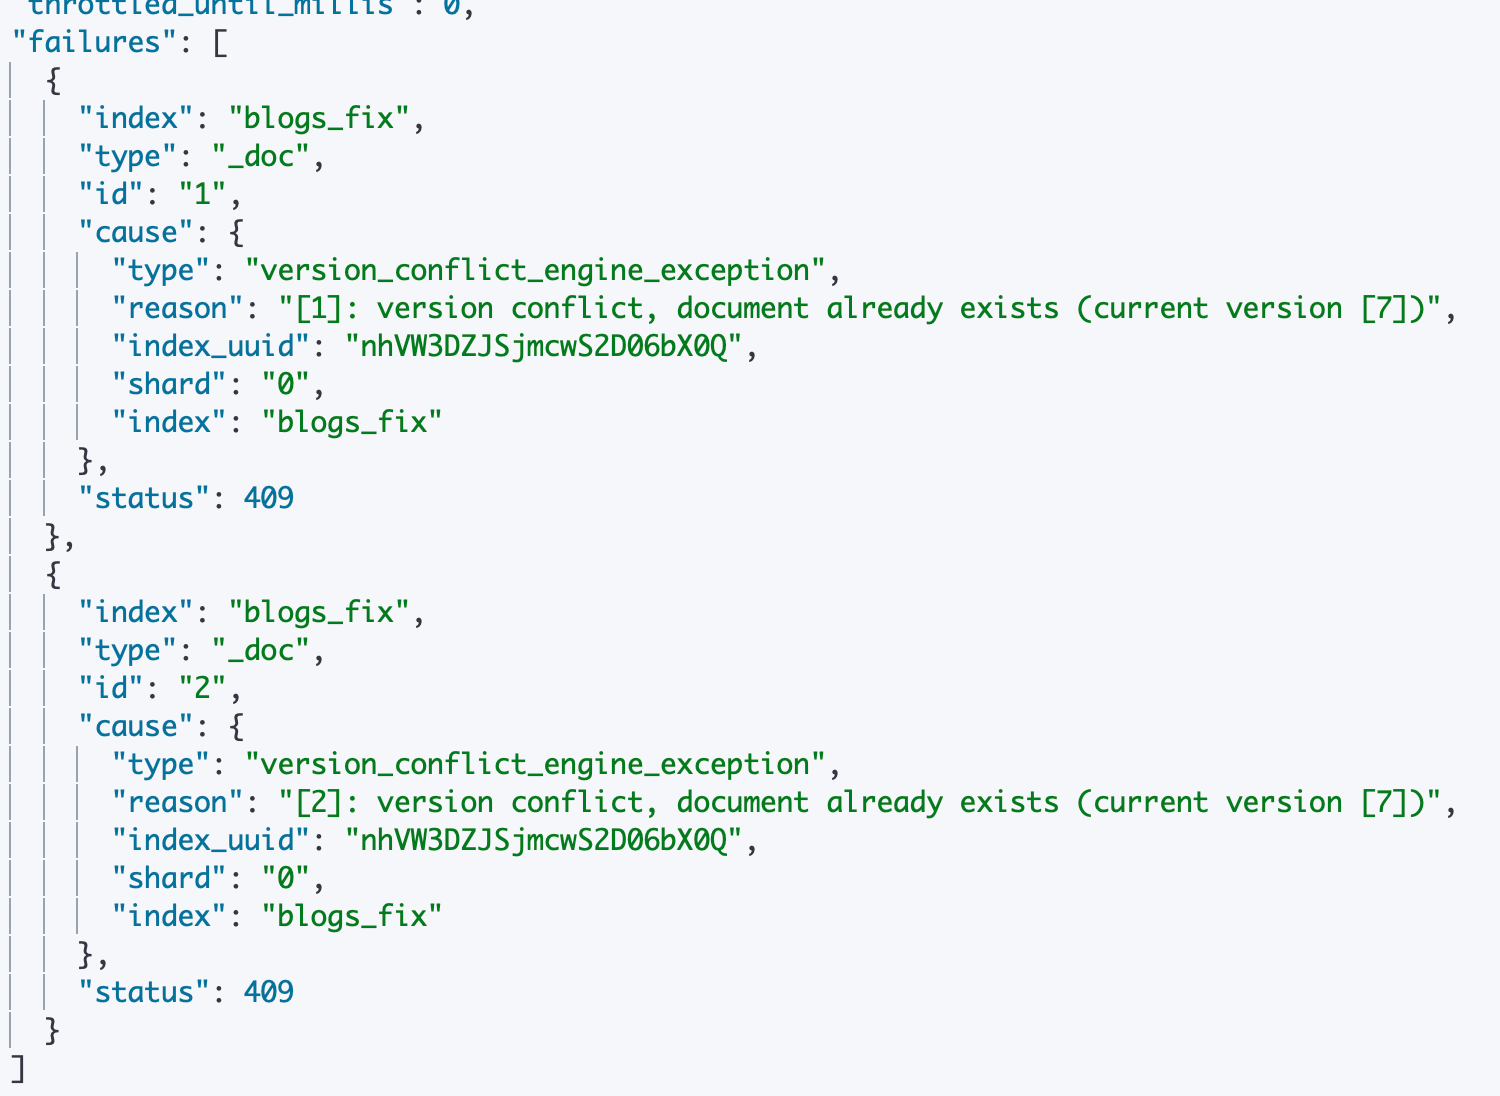 throttled_until_millis : 0,
"failures": [
{
"index": "blogs_fix",
"type": "_doc",
"id": "1",
"cause": {
"type": "version_conflict_engine_exception",
"reason": "[1]: version conflict, document already exists (current version [7])",
"index_uuid": "nhVW3DZJSjmcwS2D06bX0Q",
"shard": "0",
"index": "blogs_fix"
},
"status": 409
},
{
"index": "blogs_fix",
"type": "_doc",
"id": "2",
"cause": {
"type": "version_conflict_engine_exception",
"reason": "[2]: version conflict, document already exists (current version [7])",
"index_uuid": "nhVW3DZJSjmcwS2D06bX0Q",
"shard": "0",
"index": "blogs_fix"
},
"status": 409
}
]